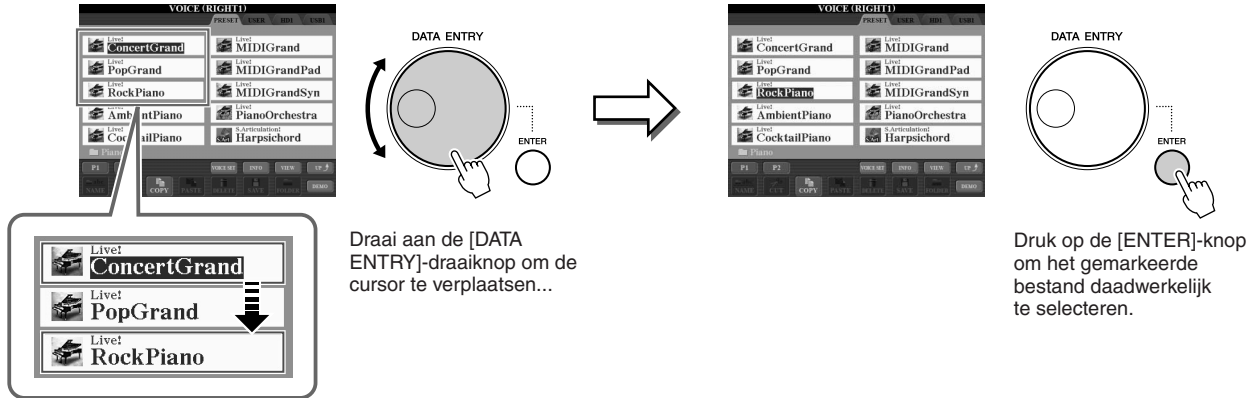 VOICE (RIGHT1)
PRESET USER HD1 USB1
Live! ConcertGrand
Live! MIDIGrand
Live! PopGrand
Live! MIDIGrandPad
Live! RockPiano
Live! MIDIGrandSyn
AmbientPiano
Live! PianoOrchestra
Live! CocktailPiano
S.Articulation! Harpsichord
Piano
P1
VOICE SET INFO VIEW UP
NAME COPY PASTE DELETE SAVE FOLDER DEMO
Live!
ConcertGrand
Live!
PopGrand
Live!
RockPiano
DATA ENTRY
ENTER
Draai aan de [DATA
ENTRY]-draaiknop om de
cursor te verplaatsen...
VOICE (RIGHT1)
PRESET USER HD1 USB1
Live! ConcertGrand
Live! MIDIGrand
Live! PopGrand
Live! MIDIGrandPad
Live! RockPiano
Live! MIDIGrandSyn
Live! AmbientPiano
Live! PianoOrchestra
Live! CocktailPiano
S.Articulation! Harpsichord
Piano
P1 P2
VOICE SET INFO VIEW UP
NAME CUT COPY PASTE DELETE SAVE FOLDER DEMO
DATA ENTRY
ENTER
Druk op de [ENTER]-knop
om het gemarkeerde
bestand daadwerkelijk
te selecteren.